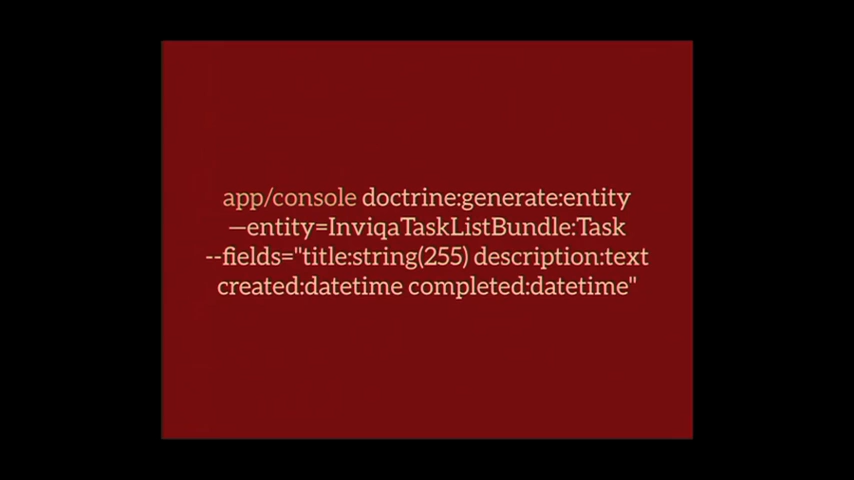 app/console doctrine:generate:entity
—entity=InviqaTaskListBundle:Task
--fields="title:string(255) description:text
created:datetime completed:datetime"